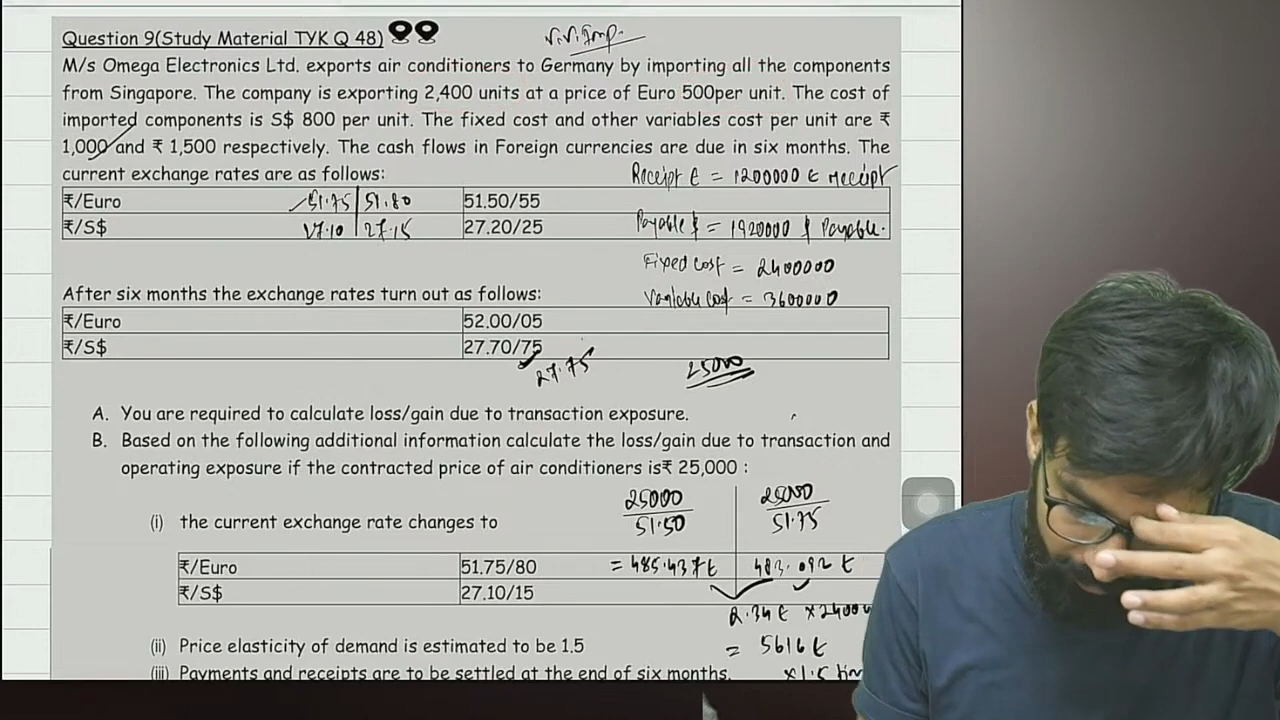 Question 9(Study Material TYK Q 48) V.V.Imp.
M/s Omega Electronics Ltd. exports air conditioners to Germany by importing all the components
from Singapore. The company is exporting 2,400 units at a price of Euro 500per unit. The cost of
imported components is S$ 800 per unit. The fixed cost and other variables cost per unit are ₹
1,000 and ₹ 1,500 respectively. The cash flows in Foreign currencies are due in six months. The
current exchange rates are as follows:
Receipt € = 1200000 € receipt
₹/Euro 51.75 51.80 51.50/55
₹/S$ 27.10 27.15 27.20/25
Payable $ = 1920000 $ Payable.
Fixed cost = 2400000
Variable cost = 3600000
After six months the exchange rates turn out as follows:
₹/Euro 52.00/05
₹/S$ 27.70/75
27.75
25000
A. You are required to calculate loss/gain due to transaction exposure.
B. Based on the following additional information calculate the loss/gain due to transaction and
operating exposure if the contracted price of air conditioners is₹ 25,000 :
25000 25000
(i) the current exchange rate changes to 51.50 51.75
₹/Euro 51.75/80 = 485.437 € 483.092 €
₹/S$ 27.10/15
2.34 € x 2400
(ii) Price elasticity of demand is estimated to be 1.5 = 5616 €
(iii) Payments and receipts are to be settled at the end of six months. x1.5